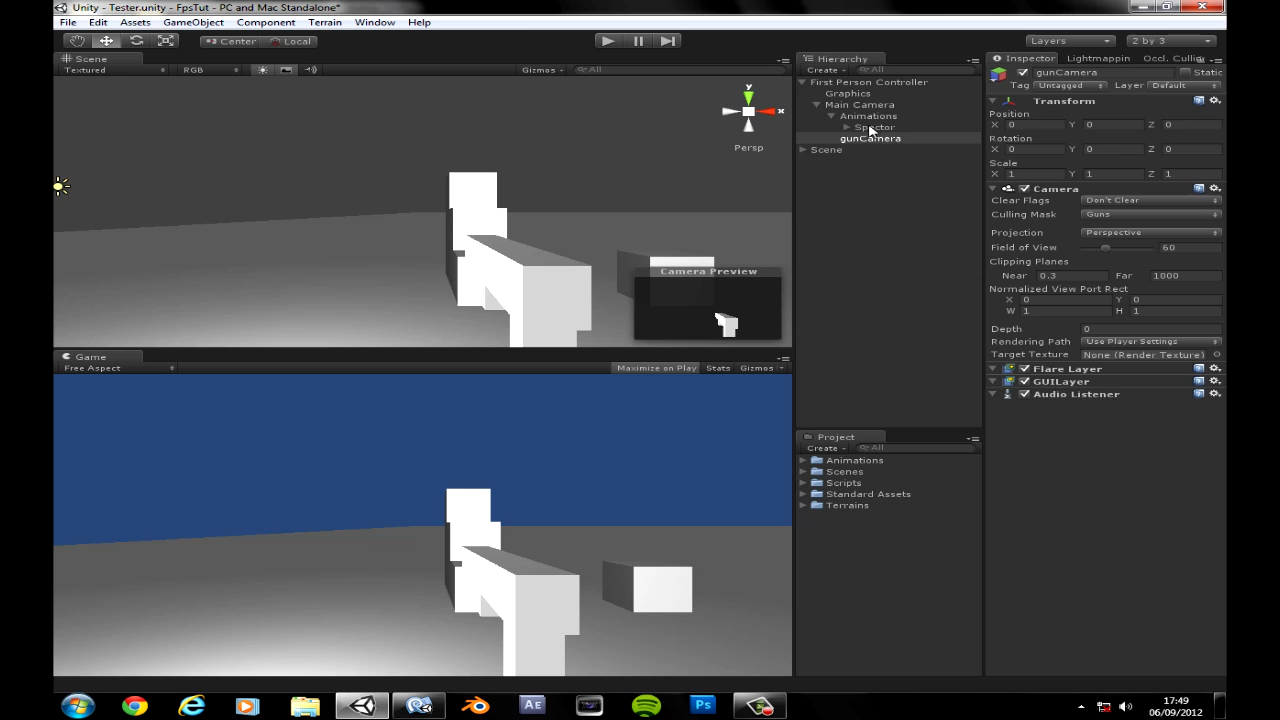 Unity - Tester.unity - FpsTut - PC and Mac Standalone*
File Edit Assets GameObject Component Terrain Window Help
Center Local
Layers 2 by 3
Scene
Textured RGB Gizmos All
Persp
Camera Preview
Game
Free Aspect Maximize on Play Stats Gizmos
Hierarchy
Create All
First Person Controller
Graphics
Main Camera
Animations
Spector
gunCamera
Scene
Project
Create All
Animations
Scenes
Scripts
Standard Assets
Terrains
Inspector Lightmappin Occl. Culling
gunCamera Static
Tag Untagged Layer Default
Transform
Position
X 0 Y 0 Z 0
Rotation
X 0 Y 0 Z 0
Scale
X 1 Y 1 Z 1
Camera
Clear Flags Don't Clear
Culling Mask Guns
Projection Perspective
Field of View 60
Clipping Planes
Near 0.3 Far 1000
Normalized View Port Rect
X 0 Y 0
W 1 H 1
Depth 0
Rendering Path Use Player Settings
Target Texture None (Render Texture)
Flare Layer
GUILayer
Audio Listener
Ae
Ps
17:49
06/09/2012